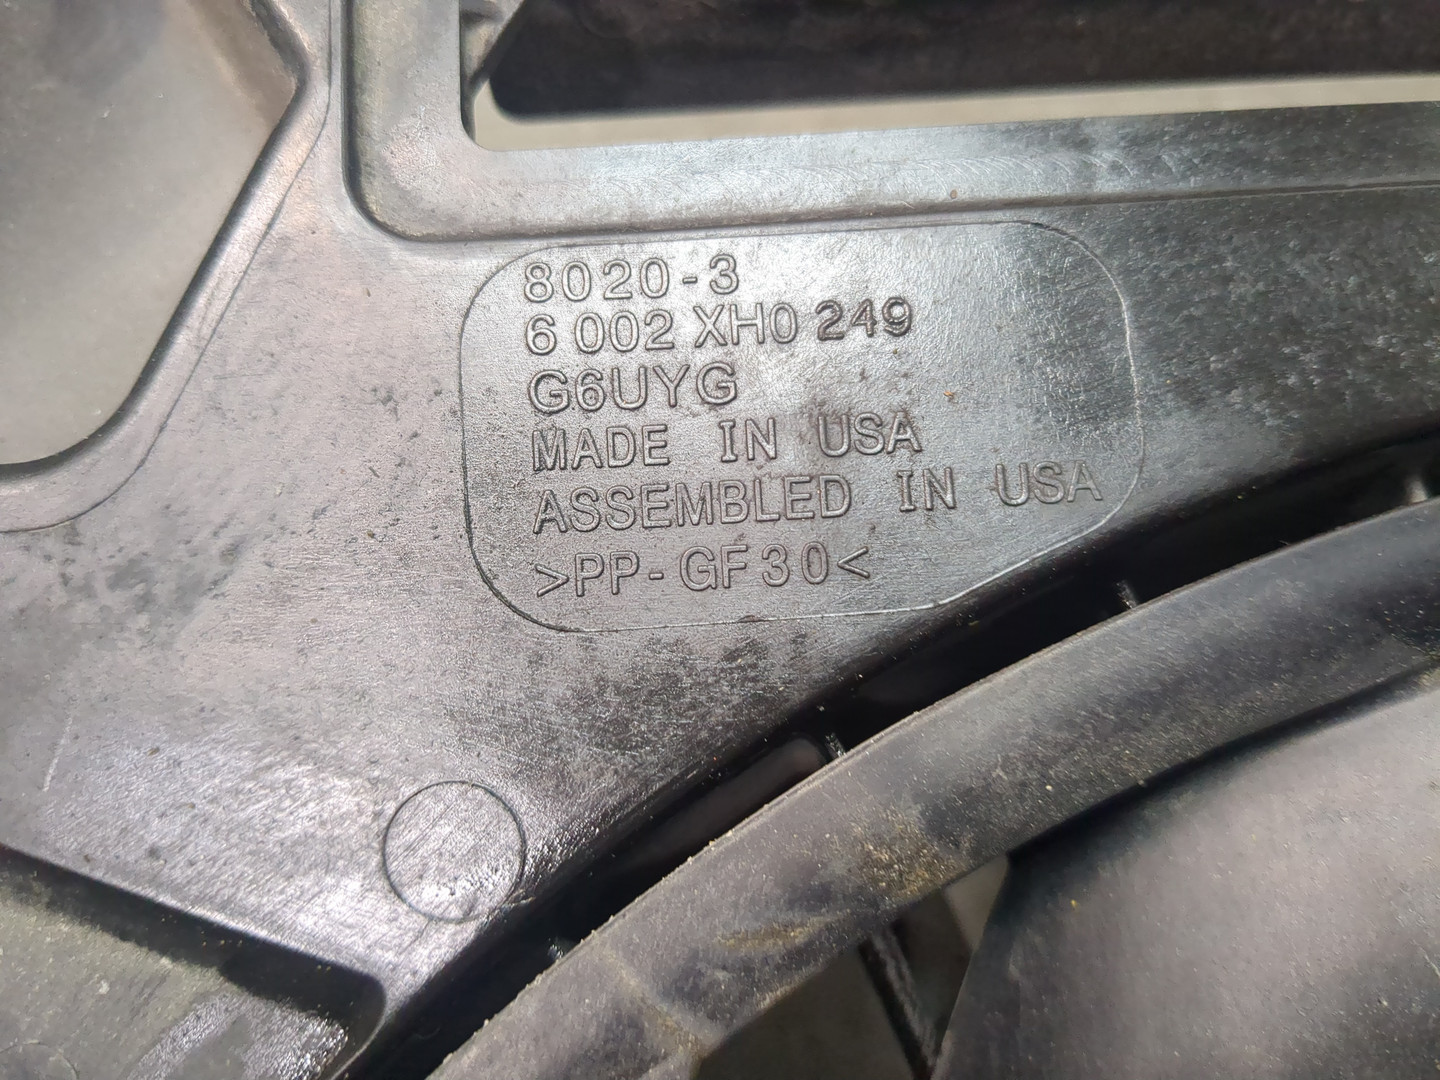 8020-3
6 002 XH0 249
G6UYG
MADE IN USA
ASSEMBLED IN USA
>PP-GF30<